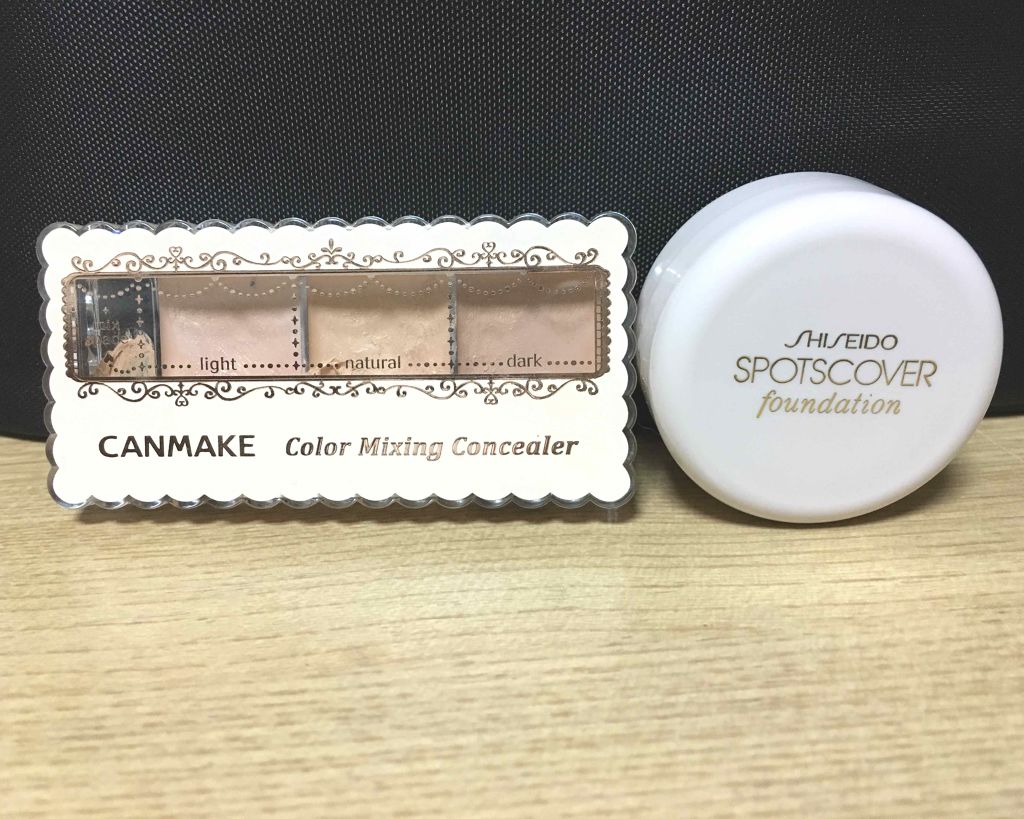 light natural dark
CANMAKE Color Mixing Concealer
SHISEIDO
SPOTSCOVER
foundation